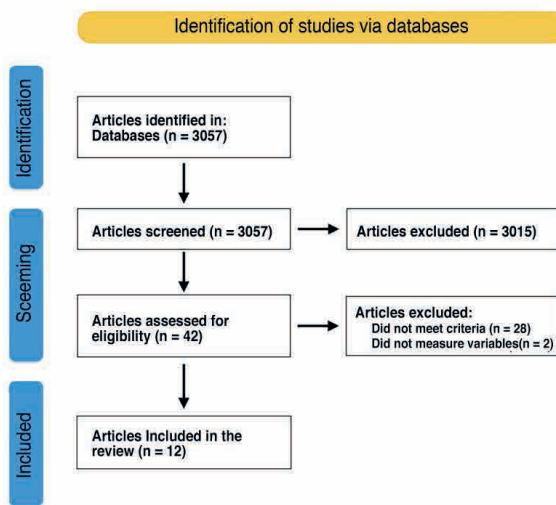 Identification of studies via databases
Identification
Articles identified in:
Databases (n = 3057)
Sceeming
Articles screened (n = 3057)
Articles excluded (n = 3015)
Articles assessed for
eligibility (n = 42)
Articles excluded:
Did not meet criteria (n = 28)
Did not measure variables(n = 2)
Included
Articles Included in the
review (n = 12)